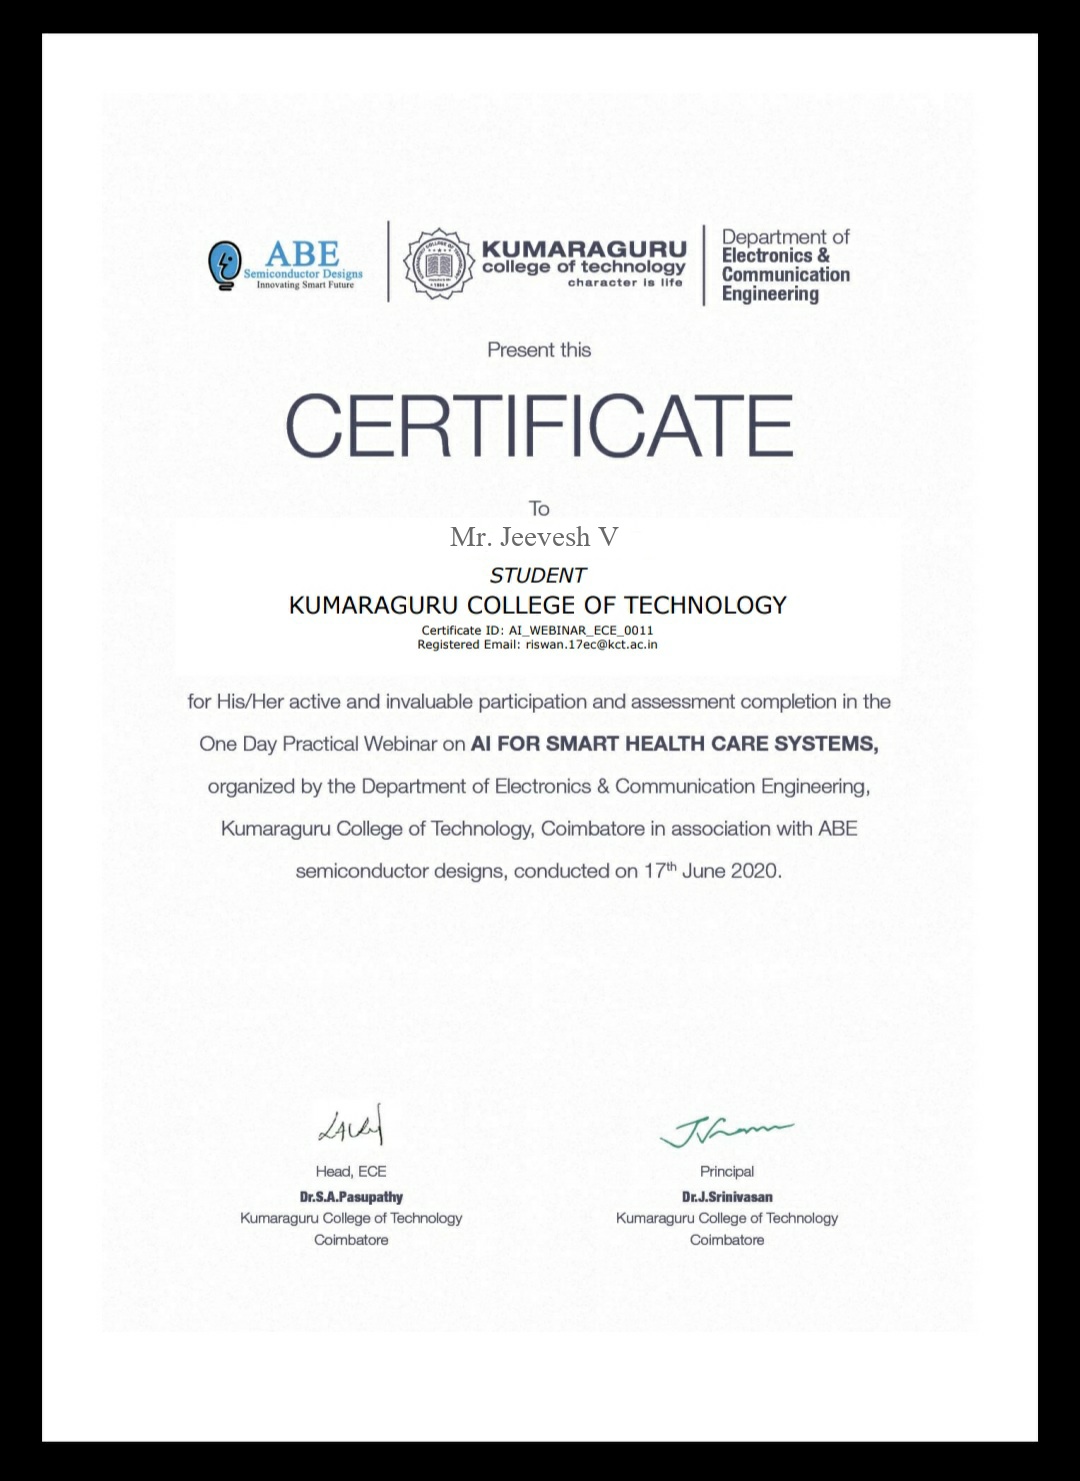 ABE
Semiconductor Designs
Innovating Smart Future
KUMARAGURU
college of technology
character is life
Department of
Electronics &
Communication
Engineering
Present this
CERTIFICATE
To
Mr. Jeevesh V
STUDENT
KUMARAGURU COLLEGE OF TECHNOLOGY
Certificate ID: AI_WEBINAR_ECE_0011
Registered Email: riswan.17ec@kct.ac.in
for His/Her active and invaluable participation and assessment completion in the
One Day Practical Webinar on AI FOR SMART HEALTH CARE SYSTEMS,
organized by the Department of Electronics & Communication Engineering,
Kumaraguru College of Technology, Coimbatore in association with ABE
semiconductor designs, conducted on 17th June 2020.
Head, ECE
Dr.S.A.Pasupathy
Kumaraguru College of Technology
Coimbatore
Principal
Dr.J.Srinivasan
Kumaraguru College of Technology
Coimbatore